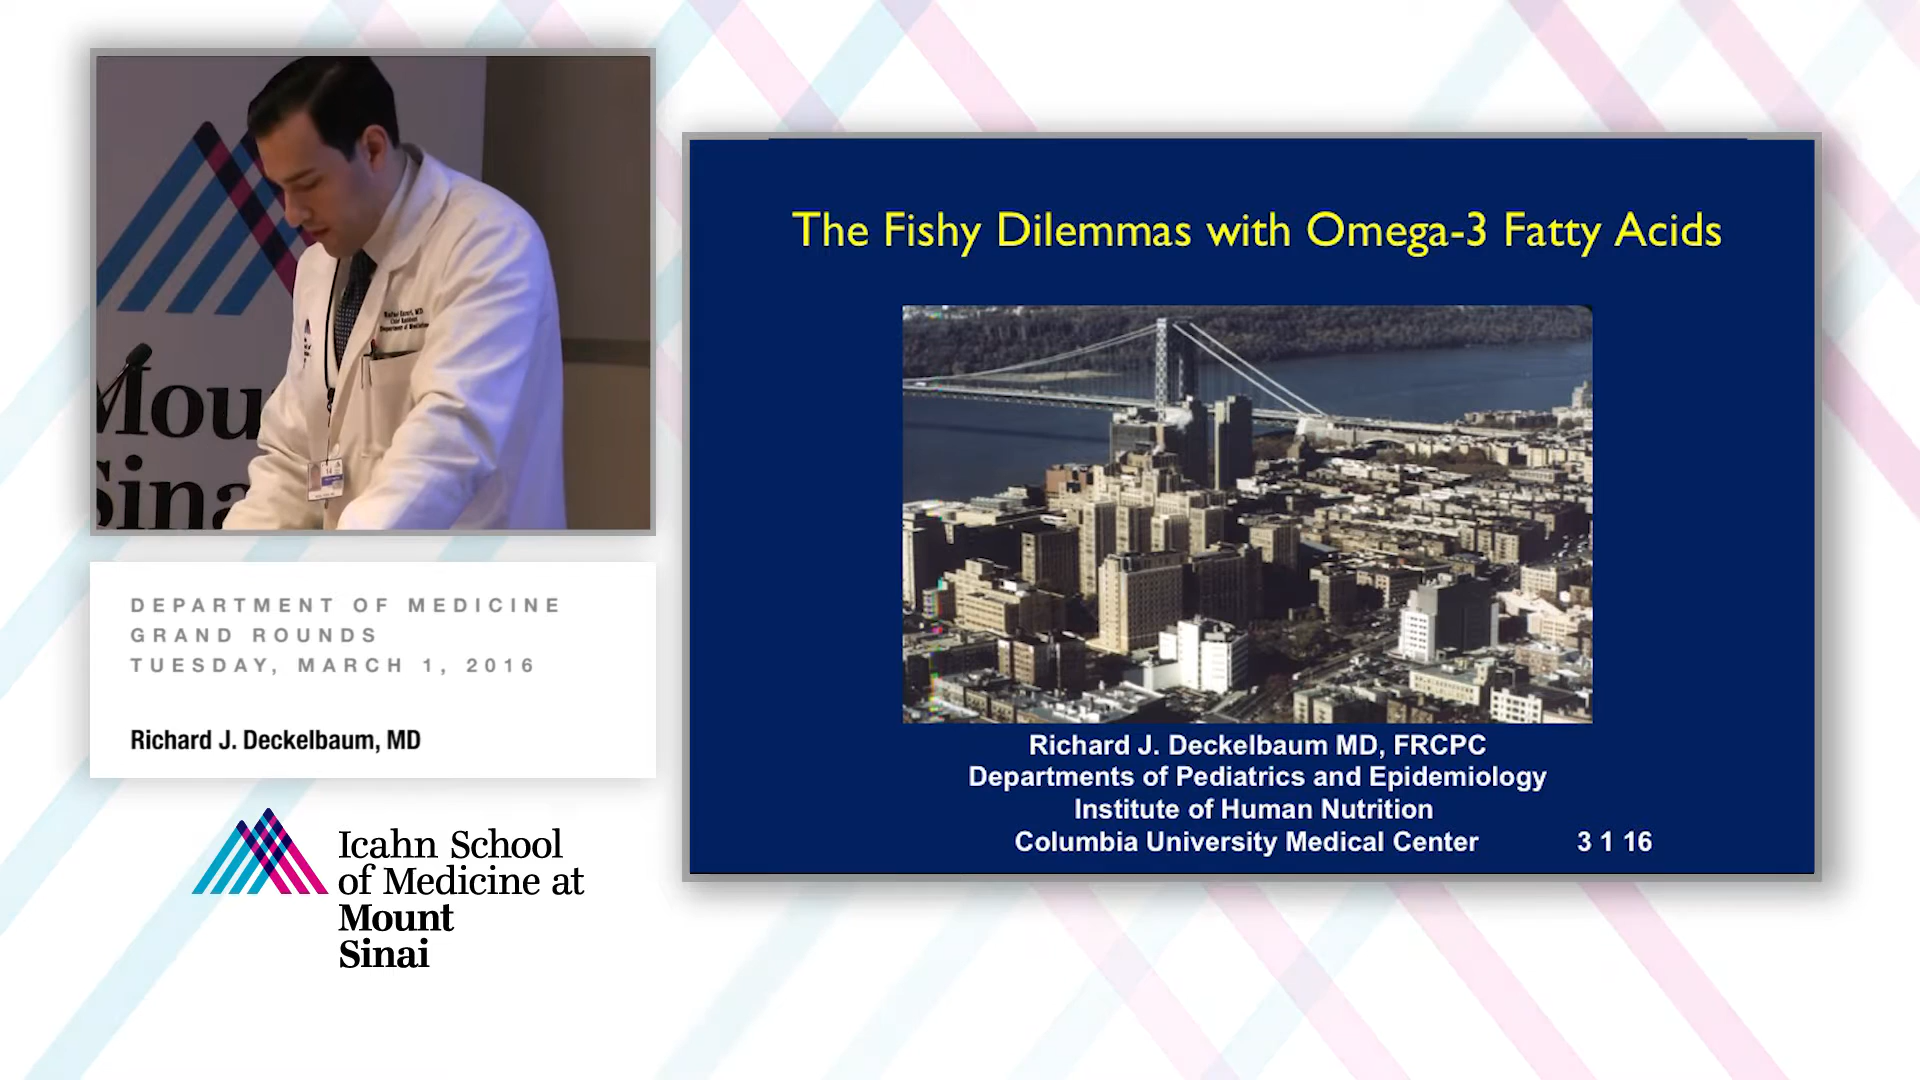 Mou
Sina
DEPARTMENT OF MEDICINE
GRAND ROUNDS
TUESDAY, MARCH 1, 2016
Richard J. Deckelbaum, MD
Icahn School
of Medicine at
Mount
Sinai
The Fishy Dilemmas with Omega-3 Fatty Acids
Richard J. Deckelbaum MD, FRCPC
Departments of Pediatrics and Epidemiology
Institute of Human Nutrition
Columbia University Medical Center 3 1 16